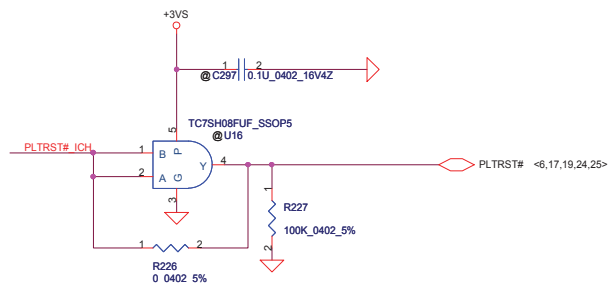 +3VS
1 2
@ C297 0.1U_0402_16V4Z
TC7SH08FUF_SSOP5
@ U16
5
PLTRST#_ICH
1 B P
Y 4
2 A G
3
PLTRST# <6,17,19,24,25>
1
R227
100K_0402_5%
2
1 2
R226
0_0402_5%